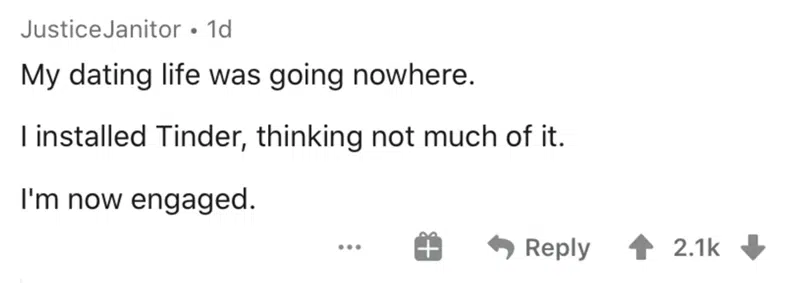 JusticeJanitor • 1d
My dating life was going nowhere.
I installed Tinder, thinking not much of it.
I'm now engaged.
... Reply 2.1k